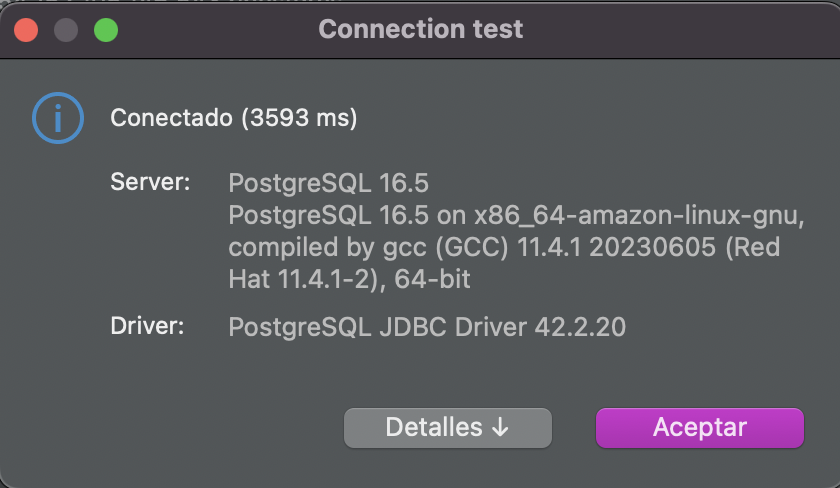 Connection test
Conectado (3593 ms)
Server:
PostgreSQL 16.5
PostgreSQL 16.5 on x86_64-amazon-linux-gnu,
compiled by gcc (GCC) 11.4.1 20230605 (Red
Hat 11.4.1-2), 64-bit
Driver:
PostgreSQL JDBC Driver 42.2.20
Detalles ↓
Aceptar